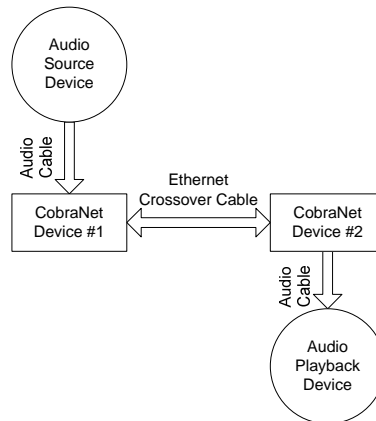 Audio
Source
Device
Audio
Cable
Ethernet
Crossover Cable
CobraNet
Device #1
CobraNet
Device #2
Audio
Cable
Audio
Playback
Device